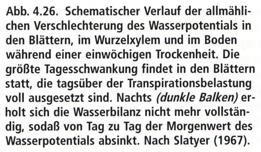 Abb. 4.26. Schematischer Verlauf der allmähli-
chen Verschlechterung des Wasserpotentials in
den Blättern, im Wurzelxylem und im Boden
während einer einwöchigen Trockenheit. Die
größte Tagesschwankung findet in den Blättern
statt, die tagsüber der Transpirationsbelastung
voll ausgesetzt sind. Nachts (dunkle Balken) er-
holt sich die Wasserbilanz nicht mehr vollstän-
dig, sodaß von Tag zu Tag der Morgenwert des
Wasserpotentials absinkt. Nach Slatyer (1967).